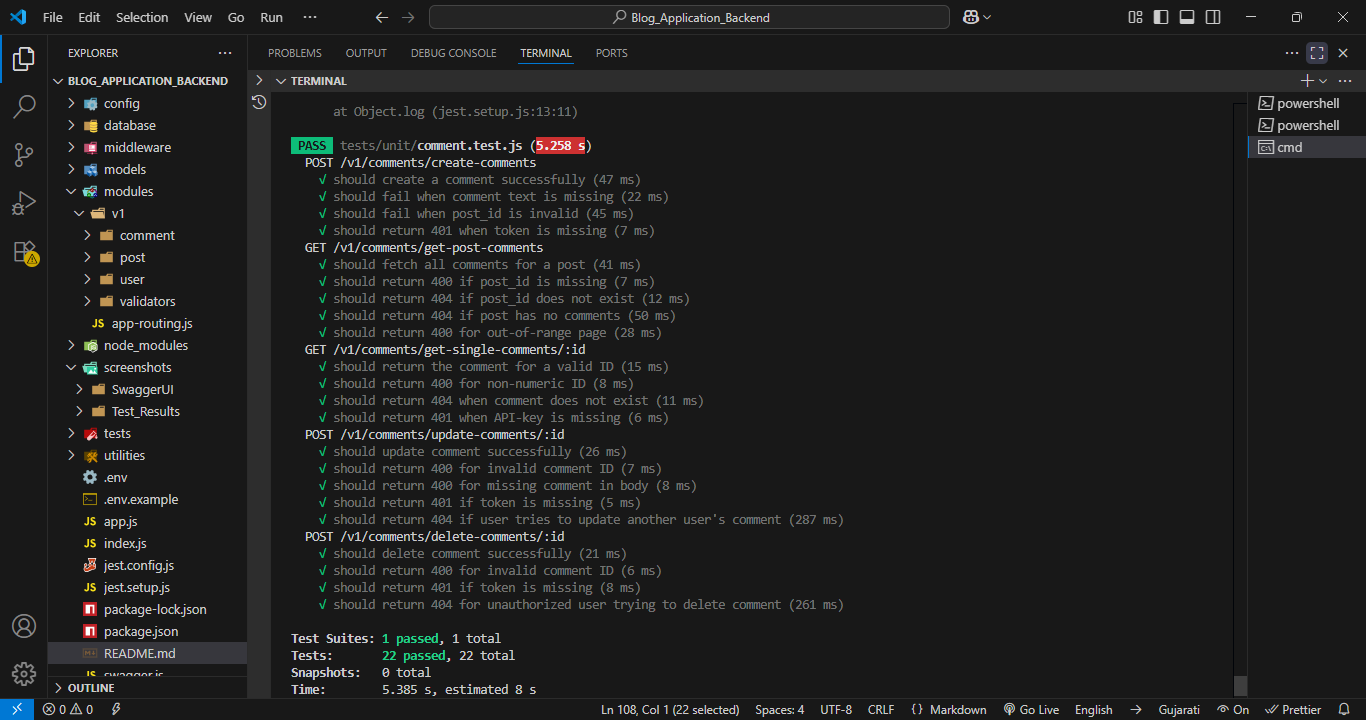 File Edit Selection View Go Run ··· Blog_Application_Backend
EXPLORER
PROBLEMS OUTPUT DEBUG CONSOLE TERMINAL PORTS
BLOG_APPLICATION_BACKEND
config
database
middleware
models
modules
v1
comment
post
user
validators
JS app-routing.js
node_modules
screenshots
SwaggerUI
Test_Results
tests
utilities
.env
.env.example
JS app.js
JS index.js
jest.config.js
JS jest.setup.js
package-lock.json
package.json
README.md
JS swagger.js
OUTLINE
TERMINAL
at Object.log (jest.setup.js:13:11)
PASS tests/unit/comment.test.js (5.258 s)
POST /v1/comments/create-comments
√ should create a comment successfully (47 ms)
√ should fail when comment text is missing (22 ms)
√ should fail when post_id is invalid (45 ms)
√ should return 401 when token is missing (7 ms)
GET /v1/comments/get-post-comments
√ should fetch all comments for a post (41 ms)
√ should return 400 if post_id is missing (7 ms)
√ should return 404 if post_id does not exist (12 ms)
√ should return 404 if post has no comments (50 ms)
√ should return 400 for out-of-range page (28 ms)
GET /v1/comments/get-single-comments/:id
√ should return the comment for a valid ID (15 ms)
√ should return 400 for non-numeric ID (8 ms)
√ should return 404 when comment does not exist (11 ms)
√ should return 401 when API-key is missing (6 ms)
POST /v1/comments/update-comments/:id
√ should update comment successfully (26 ms)
√ should return 400 for invalid comment ID (7 ms)
√ should return 400 for missing comment in body (8 ms)
√ should return 401 if token is missing (5 ms)
√ should return 404 if user tries to update another user's comment (287 ms)
POST /v1/comments/delete-comments/:id
√ should delete comment successfully (21 ms)
√ should return 400 for invalid comment ID (6 ms)
√ should return 401 if token is missing (8 ms)
√ should return 404 for unauthorized user trying to delete comment (261 ms)
Test Suites: 1 passed, 1 total
Tests: 22 passed, 22 total
Snapshots: 0 total
Time: 5.385 s, estimated 8 s
powershell
powershell
cmd
0 0 Ln 108, Col 1 (22 selected) Spaces: 4 UTF-8 CRLF {} Markdown Go Live English → Gujarati On Prettier